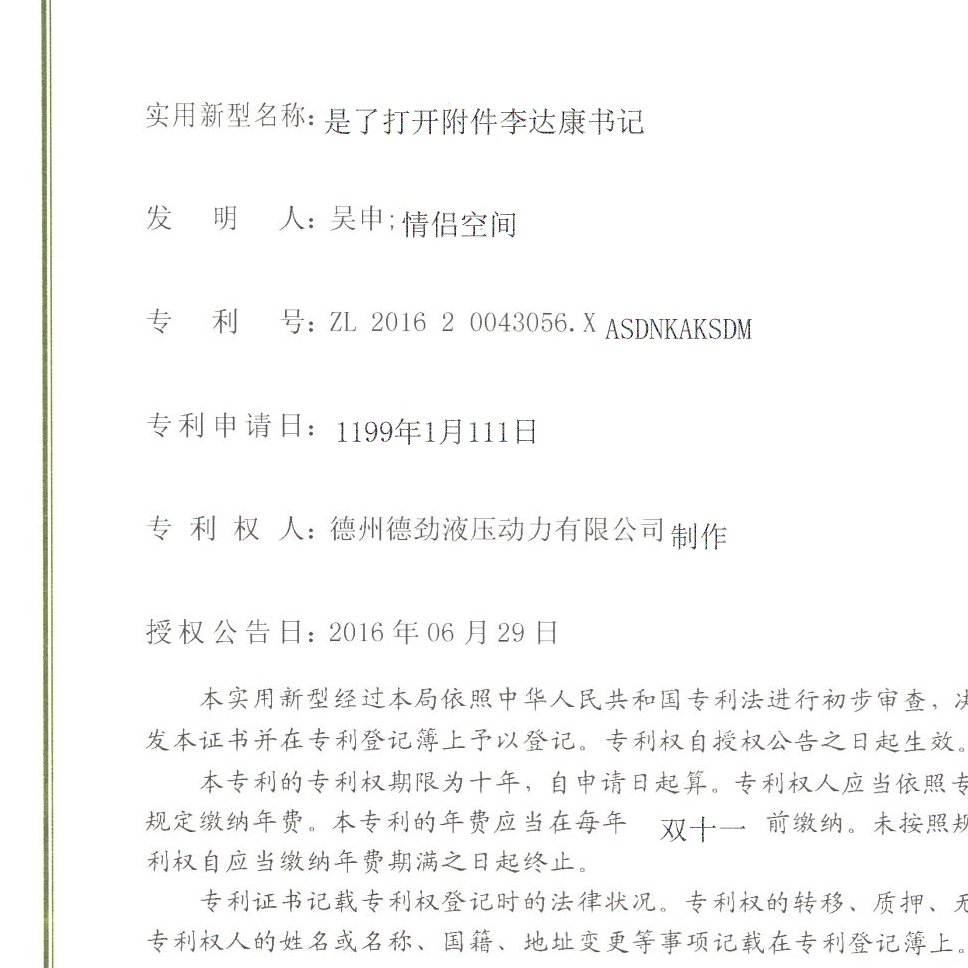 实用新型名称：是了打开附件李达康书记
发明人：吴申;情侣空间
专利号：ZL 2016 2 0043056.X ASDNKAKSDM
专利申请日：1199年1月111日
专利权人：德州德劲液压动力有限公司制作
授权公告日：2016年06月29日
本实用新型经过本局依照中华人民共和国专利法进行初步审查，决
发本证书并在专利登记簿上予以登记。专利权自授权公告之日起生效。
本专利的专利权期限为十年，自申请日起算。专利权人应当依照专
规定缴纳年费。本专利的年费应当在每年 双十一 前缴纳。未按照规
利权自应当缴纳年费期满之日起终止。
专利证书记载专利权登记时的法律状况。专利权的转移、质押、无
专利权人的姓名或名称、国籍、地址变更等事项记载在专利登记簿上。